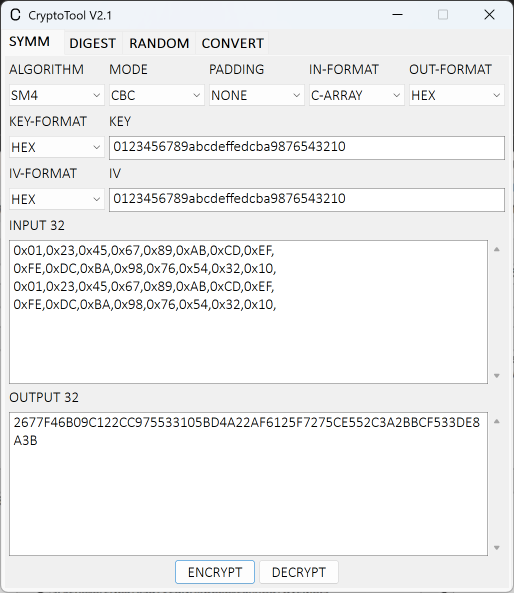 C CryptoTool V2.1
SYMM DIGEST RANDOM CONVERT
ALGORITHM MODE PADDING IN-FORMAT OUT-FORMAT
SM4 CBC NONE C-ARRAY HEX
KEY-FORMAT KEY
HEX 0123456789abcdeffedcba9876543210
IV-FORMAT IV
HEX 0123456789abcdeffedcba9876543210
INPUT 32
0x01,0x23,0x45,0x67,0x89,0xAB,0xCD,0xEF,
0xFE,0xDC,0xBA,0x98,0x76,0x54,0x32,0x10,
0x01,0x23,0x45,0x67,0x89,0xAB,0xCD,0xEF,
0xFE,0xDC,0xBA,0x98,0x76,0x54,0x32,0x10,
OUTPUT 32
2677F46B09C122CC975533105BD4A22AF6125F7275CE552C3A2BBCF533DE8
A3B
ENCRYPT DECRYPT